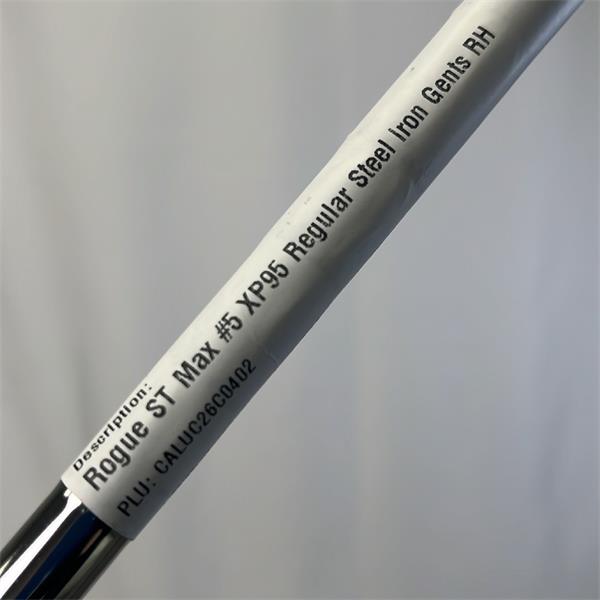 Description:
Rogue ST Max #5 XP95 Regular Steel Iron Gents RH
PLU: CALUC26C0402